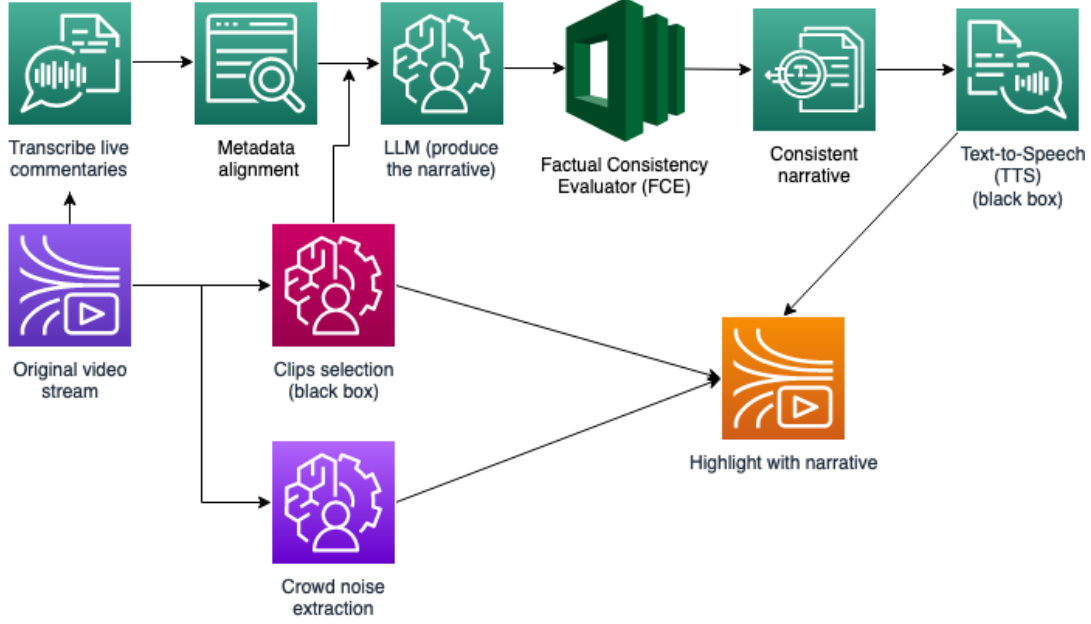 Transcribe live
commentaries
Metadata
alignment
LLM (produce
the narrative)
Factual Consistency
Evaluator (FCE)
Consistent
narrative
Text-to-Speech
(TTS)
(black box)
Original video
stream
Clips selection
(black box)
Highlight with narrative
Crowd noise
extraction